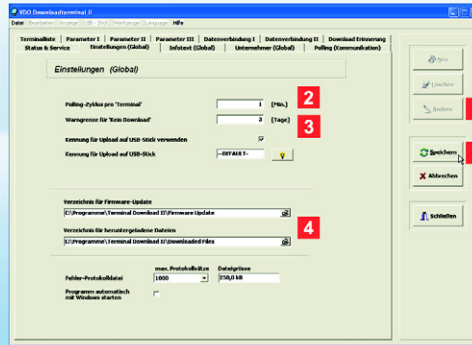 VDO Downloadterminal II
Datei Bearbeiten Anzeige USB - Stick Werkzeuge Language Hilfe
Terminalliste Parameter I Parameter II Parameter III Datenverbindung I Datenverbindung II Download Erinnerung
Status & Service Einstellungen (Global) Infotext (Global) Unternehmer (Global) Polling (Kommunikation)
Einstellungen (Global)
Polling-Zyklus pro 'Terminal' 1 [Min.] 2
Warngrenze für 'Kein Download' [Tage] 3
Kennung für Upload auf USB-Stick verwenden
Kennung für Upload auf USB-Stick --DEFAULT--
Verzeichnis für Firmware-Update
C:\Programme\Terminal Download II\Firmware Update
Verzeichnis für heruntergeladene Dateien
C:\Programme\Terminal Download II\Downloaded Files
4
max. Protokollsätze Dateigrösse
Fehler-Protokolldatei 1000 258,0 kB
Programm automatisch
mit Windows starten
Neu
Löschen
Ändern
Speichern
Abbrechen
Schließen